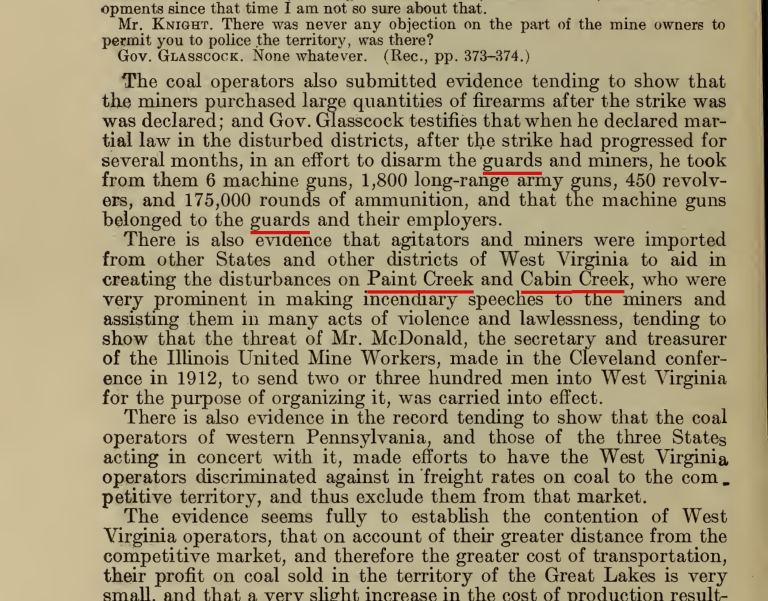 opments since that time I am not so sure about that.
Mr. KNIGHT. There was never any objection on the part of the mine owners to
permit you to police the territory, was there?
Gov. GLASSCOCK. None whatever. (Rec., pp. 373–374.)
The coal operators also submitted evidence tending to show that
the miners purchased large quantities of firearms after the strike was
was declared; and Gov. Glasscock testifies that when he declared mar-
tial law in the disturbed districts, after the strike had progressed for
several months, in an effort to disarm the guards and miners, he took
from them 6 machine guns, 1,800 long-range army guns, 450 revolv-
ers, and 175,000 rounds of ammunition, and that the machine guns
belonged to the guards and their employers.
There is also evidence that agitators and miners were imported
from other States and other districts of West Virginia to aid in
creating the disturbances on Paint Creek and Cabin Creek, who were
very prominent in making incendiary speeches to the miners and
assisting them in many acts of violence and lawlessness, tending to
show that the threat of Mr. McDonald, the secretary and treasurer
of the Illinois United Mine Workers, made in the Cleveland confer-
ence in 1912, to send two or three hundred men into West Virginia
for the purpose of organizing it, was carried into effect.
There is also evidence in the record tending to show that the coal
operators of western Pennsylvania, and those of the three States
acting in concert with it, made efforts to have the West Virginia
operators discriminated against in freight rates on coal to the com-
petitive territory, and thus exclude them from that market.
The evidence seems fully to establish the contention of West
Virginia operators, that on account of their greater distance from the
competitive market, and therefore the greater cost of transportation,
their profit on coal sold in the territory of the Great Lakes is very
small, and that a very slight increase in the cost of production result-